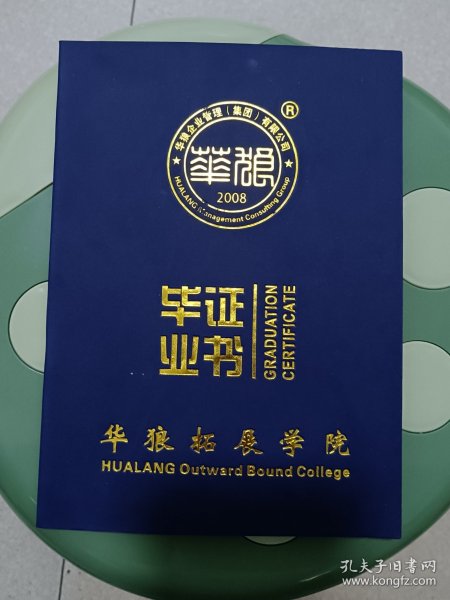 华狼企业管理(集团)有限公司
®
華狼
2008
HUALANG Management Consulting Group
毕证
业书
GRADUATION
CERTIFICATE
华狼拓展学院
HUALANG Outward Bound College
孔夫子旧书网
www.kongfz.com